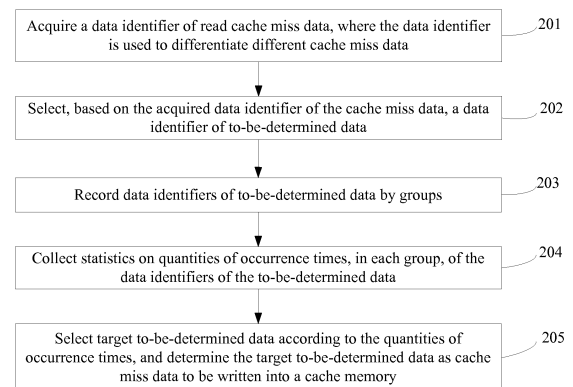 Acquire a data identifier of read cache miss data, where the data identifier
is used to differentiate different cache miss data
201
Select, based on the acquired data identifier of the cache miss data, a data
identifier of to-be-determined data
202
Record data identifiers of to-be-determined data by groups
203
Collect statistics on quantities of occurrence times, in each group, of the
data identifiers of the to-be-determined data
204
Select target to-be-determined data according to the quantities of
occurrence times, and determine the target to-be-determined data as cache
miss data to be written into a cache memory
205